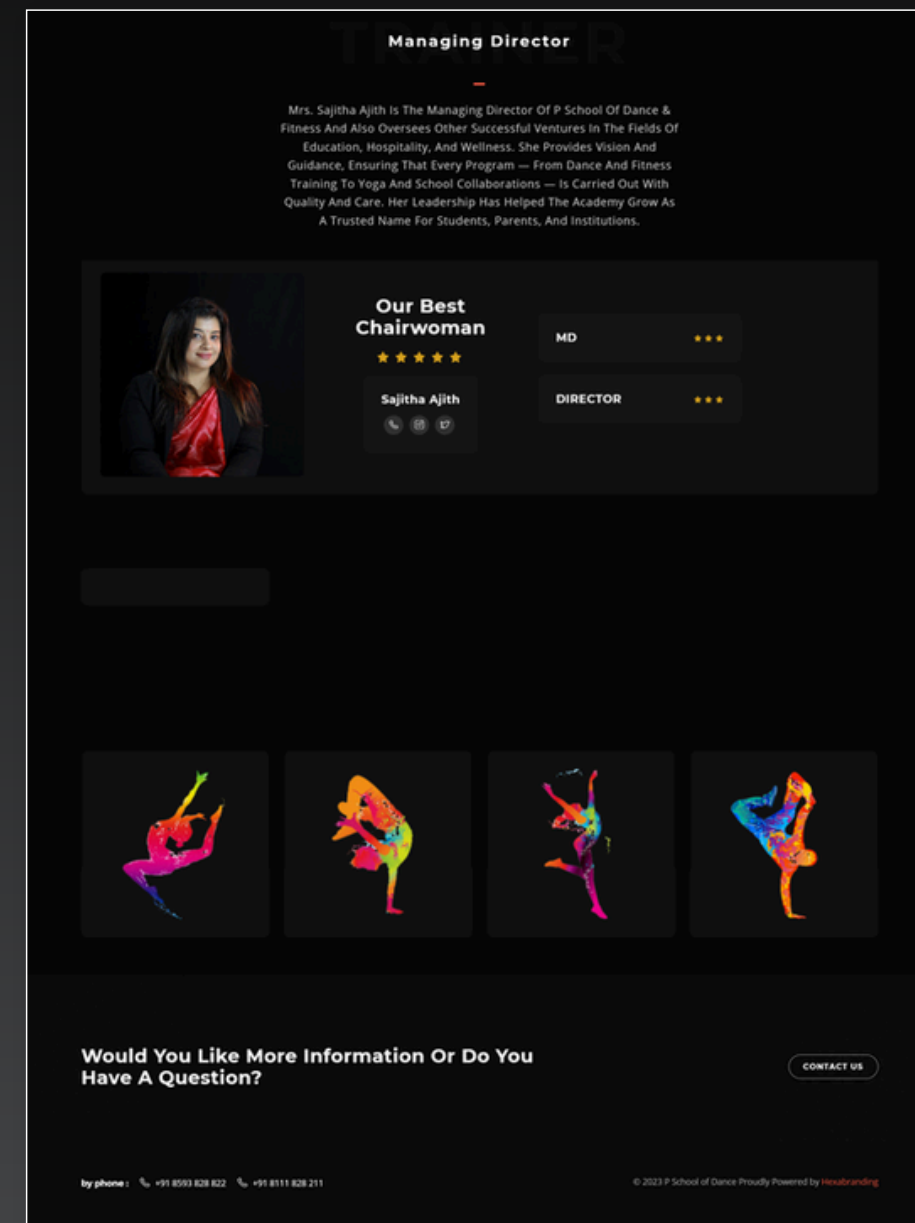 TRAINER
Managing Director
Mrs. Sajitha Ajith Is The Managing Director Of P School Of Dance &
Fitness And Also Oversees Other Successful Ventures In The Fields Of
Education, Hospitality, And Wellness. She Provides Vision And
Guidance, Ensuring That Every Program — From Dance And Fitness
Training To Yoga And School Collaborations — Is Carried Out With
Quality And Care. Her Leadership Has Helped The Academy Grow As
A Trusted Name For Students, Parents, And Institutions.
Our Best
Chairwoman
Sajitha Ajith
MD
DIRECTOR
Would You Like More Information Or Do You
Have A Question?
CONTACT US
by phone : +91 8593 828 822 +91 8111 828 211
© 2023 P School of Dance Proudly Powered by Hexabranding